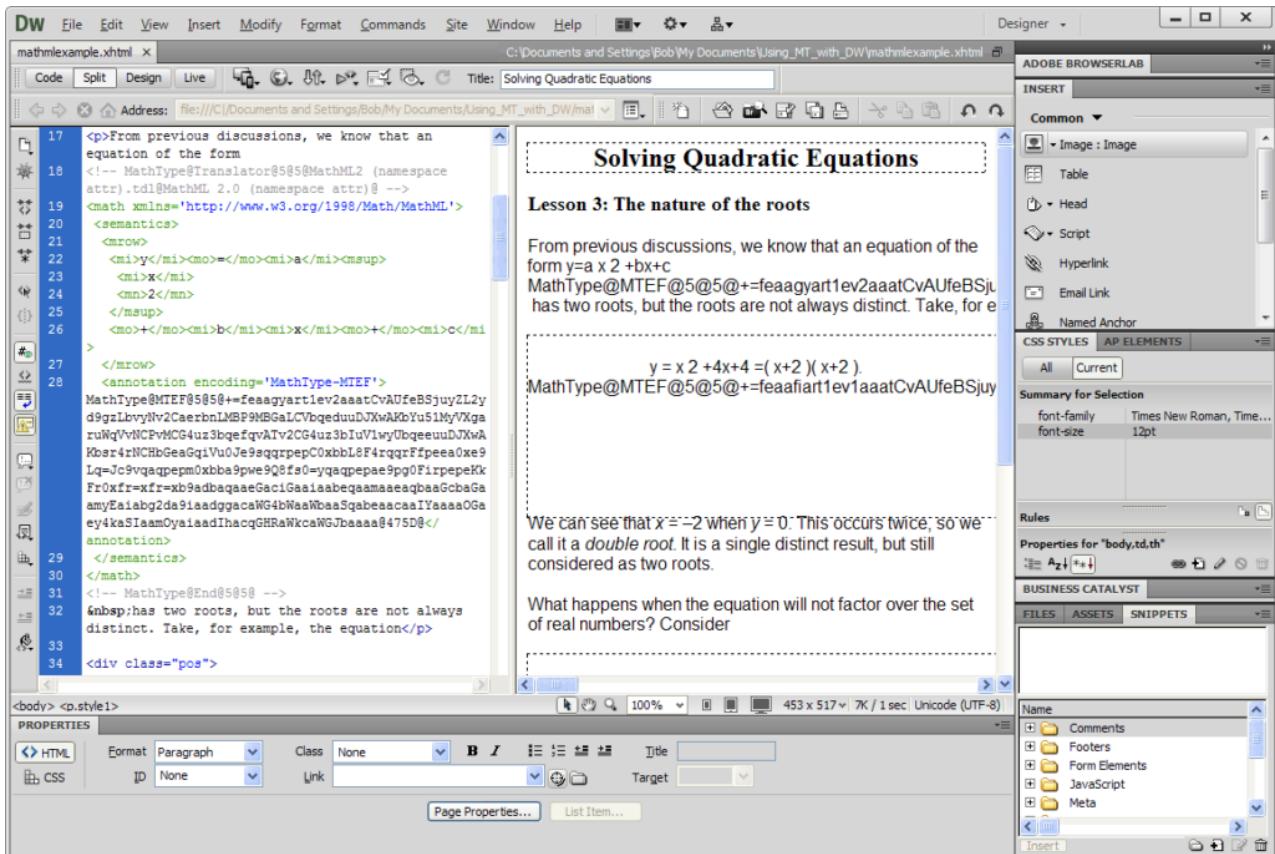 DW File Edit View Insert Modify Format Commands Site Window Help Designer
mathmlexample.xhtml × C:\Documents and Settings\Bob\My Documents\Using_MT_with_DW\mathmlexample.xhtml
Code Split Design Live Title: Solving Quadratic Equations
Address: file:///C|/Documents and Settings/Bob/My Documents/Using_MT_with_DW/mat
17 <p>From previous discussions, we know that an
equation of the form
18 <!-- MathType@Translator@5@5@MathML2 (namespace
attr).tdl@MathML 2.0 (namespace attr)@ -->
19 <math xmlns='http://www.w3.org/1998/Math/MathML'>
20 <semantics>
21 <mrow>
22 <mi>y</mi><mo>=</mo><mi>a</mi><msup>
23 <mi>x</mi>
24 <mn>2</mn>
25 </msup>
26 <mo>+</mo><mi>b</mi><mi>x</mi><mo>+</mo><mi>c</mi
>
27 </mrow>
28 <annotation encoding='MathType-MTEF'>
</annotation>
29 </semantics>
30 </math>
31 <!-- MathType@End@5@5@ -->
32 &nbsp;has two roots, but the roots are not always
distinct. Take, for example, the equation</p>
33
34 <div class="pos">
Solving Quadratic Equations
Lesson 3: The nature of the roots
From previous discussions, we know that an equation of the
form y=a x 2 +bx+c
MathType@MTEF@5@5@+=feaagyart1ev2aaatCvAUfeBSju
has two roots, but the roots are not always distinct. Take, for e
y = x 2 +4x+4 =( x+2 )( x+2 ).
MathType@MTEF@5@5@+=feaafiart1ev1aaatCvAUfeBSjuy
We can see that x = –2 when y = 0. This occurs twice, so we
call it a double root. It is a single distinct result, but still
considered as two roots.
What happens when the equation will not factor over the set
of real numbers? Consider
<body> <p.style1> 100% 453 x 517 7K / 1 sec Unicode (UTF-8)
PROPERTIES
HTML Format Paragraph Class None B I Title
CSS ID None Link Target
Page Properties... List Item...
ADOBE BROWSERLAB
INSERT
Common
Image : Image
Table
Head
Script
Hyperlink
Email Link
Named Anchor
CSS STYLES AP ELEMENTS
All Current
Summary for Selection
font-family Times New Roman, Time...
font-size 12pt
Rules
Properties for "body,td,th"
BUSINESS CATALYST
FILES ASSETS SNIPPETS
Name
Comments
Footers
Form Elements
JavaScript
Meta
Insert